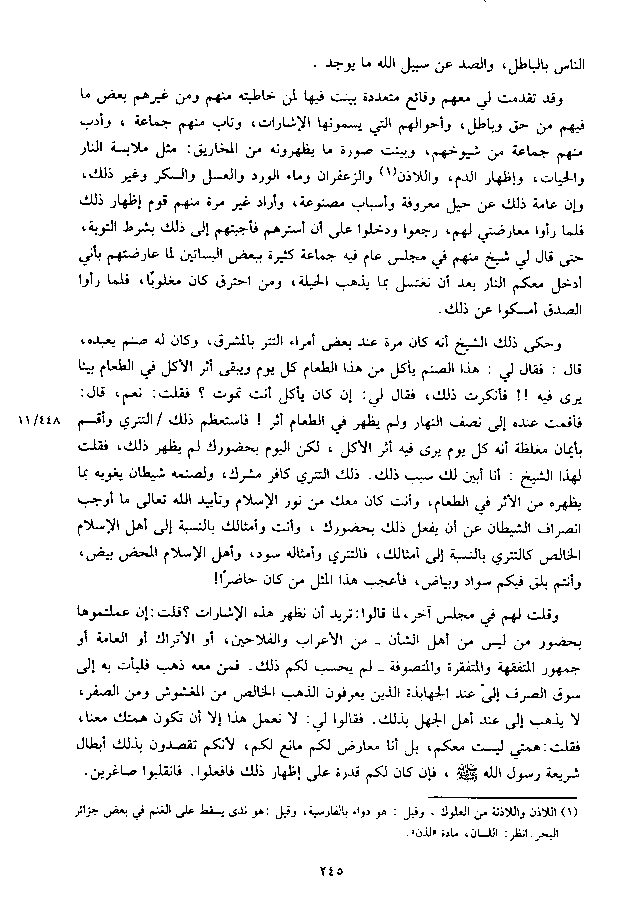 الناس بالباطل، والصد عن سبيل الله ما يوجد .
وقد تقدمت لي معهم وقائع متعددة بينت فيها لمن خاطبته منهم ومن غيرهم بعض ما
فيهم من حق وباطل، وأحوالهم التي يسمونها الإشارات، وتاب منهم جماعة ، وأدب
منهم جماعة من شيوخهم، وبينت صورة ما يظهرونه من المخاريق: مثل ملابسة النار
والحيات، وإظهار الدم، واللاذن(١) والزعفران وماء الورد والعسل والسكر وغير ذلك،
وإن عامة ذلك عن حيل معروفة وأسباب مصنوعة، وأراد غير مرة منهم قوم إظهار ذلك
فلما رأوا معارضتي لهم، رجعوا ودخلوا على أن أسترهم فأجبتهم إلى ذلك بشرط التوبة،
حتى قال لي شيخ منهم في مجلس عام فيه جماعة كثيرة ببعض البساتين لما عارضتهم بأني
أدخل معكم النار بعد أن نغتسل بما يذهب الحيلة، ومن احترق كان مغلوبًا، فلما رأوا
الصدق أمسكوا عن ذلك.
وحكى ذلك الشيخ أنه كان مرة عند بعض أمراء التتر بالمشرق، وكان له صنم يعبده،
قال : فقال لي : هذا الصنم يأكل من هذا الطعام كل يوم ويبقى أثر الأكل في الطعام بينا
يرى فيه !! فأنكرت ذلك، فقال لي: إن كان يأكل أنت تموت ؟ فقلت: نعم، قال:
فأقمت عنده إلى نصف النهار ولم يظهر في الطعام أثر ! فاستعظم ذلك / التتري وأقسم ١١/٤٤٨
بأيمان مغلظة أنه كل يوم يرى فيه أثر الأكل ، لكن اليوم بحضورك لم يظهر ذلك، فقلت
لهذا الشيخ : أنا أبين لك سبب ذلك. ذلك التتري كافر مشرك، ولصنمه شيطان يغويه بما
يظهره من الأثر في الطعام، وأنت كان معك من نور الإسلام وتأييد الله تعالى ما أوجب
انصراف الشيطان عن أن يفعل ذلك بحضورك ، وأنت وأمثالك بالنسبة إلى أهل الإسلام
الخالص كالتتري بالنسبة إلى أمثالك، فالتتري وأمثاله سود، وأهل الإسلام المحض بيض،
وأنتم بلق فيكم سواد وبياض، فأعجب هذا المثل من كان حاضرًا!
وقلت لهم في مجلس آخر، لما قالوا: تريد أن نظهر هذه الإشارات ؟ قلت: إن عملتموها
بحضور من ليس من أهل الشأن ـ من الأعراب والفلاحين، أو الأتراك أو العامة أو
جمهور المتفقهة والمتفقرة والمتصوفة ـ لم يحسب لكم ذلك. فمن معه ذهب فليأت به إلى
سوق الصرف إلى عند الجهابذة الذين يعرفون الذهب الخالص من المغشوش ومن الصفر،
لا يذهب إلى عند أهل الجهل بذلك. فقالوا لي: لا نعمل هذا إلا أن تكون همتك معنا،
فقلت: همتي ليست معكم، بل أنا معارض لكم مانع لكم، لأنكم تقصدون بذلك أبطال
شريعة رسول الله ﷺ ، فإن كان لكم قدرة على إظهار ذلك فافعلوا. فانقلبوا صاغرين.
(١) اللاذن واللاذنة من العلوك ، وقيل : هو دواء بالفارسية، وقيل : هو ندى يسقط على الغنم في بعض جزائر
البحر. انظر: اللسان، مادة «لذن».
٢٤٥